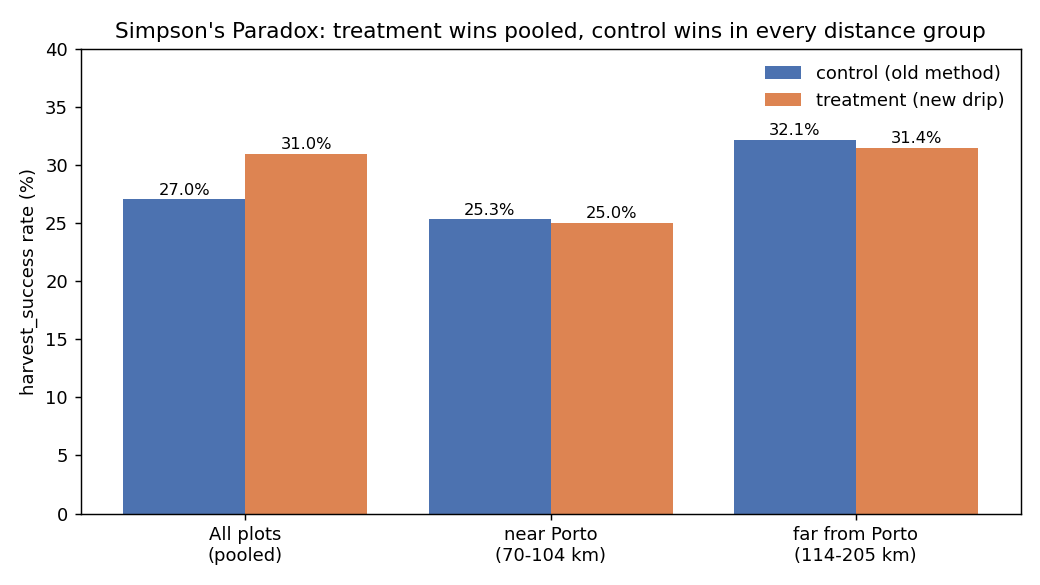 Simpson's Paradox: treatment wins pooled, control wins in every distance group
control (old method)
treatment (new drip)
harvest_success rate (%)
40
35
30
25
20
15
10
5
0
27.0%
31.0%
25.3%
25.0%
32.1%
31.4%
All plots
(pooled)
near Porto
(70-104 km)
far from Porto
(114-205 km)